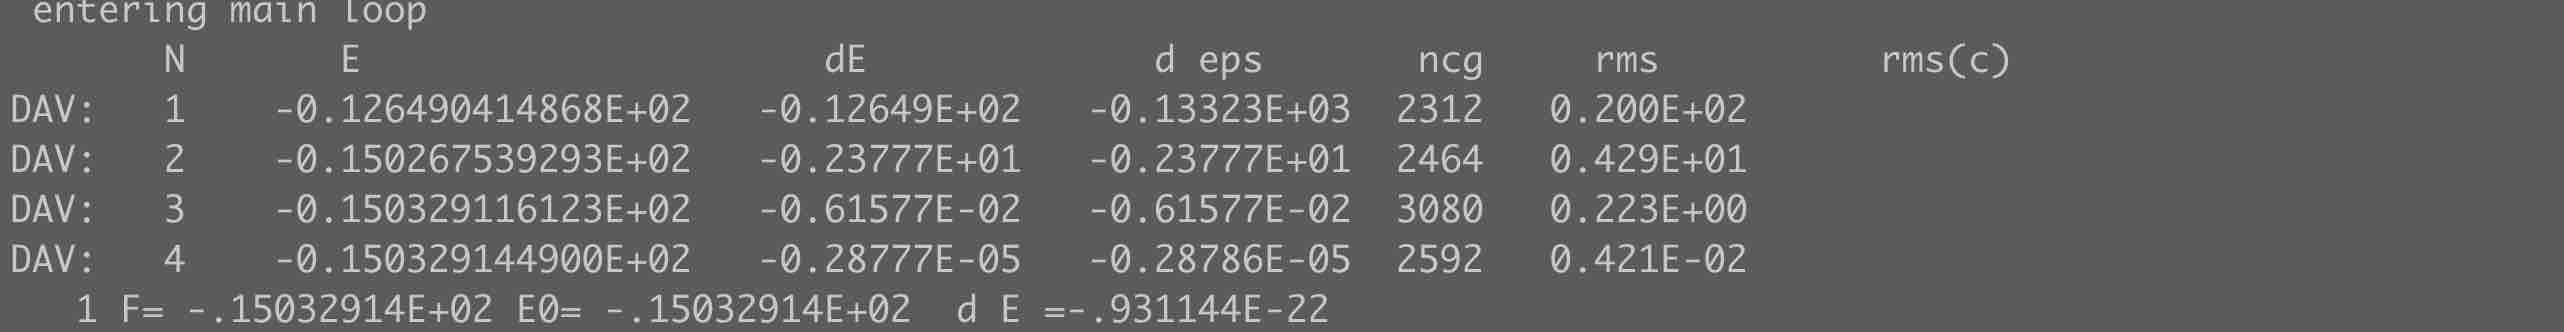 entering main loop
N E dE d eps ncg rms rms(c)
DAV: 1 -0.126490414868E+02 -0.12649E+02 -0.13323E+03 2312 0.200E+02
DAV: 2 -0.150267539293E+02 -0.23777E+01 -0.23777E+01 2464 0.429E+01
DAV: 3 -0.150329116123E+02 -0.61577E-02 -0.61577E-02 3080 0.223E+00
DAV: 4 -0.150329144900E+02 -0.28777E-05 -0.28786E-05 2592 0.421E-02
1 F= -.15032914E+02 E0= -.15032914E+02 d E =-.931144E-22